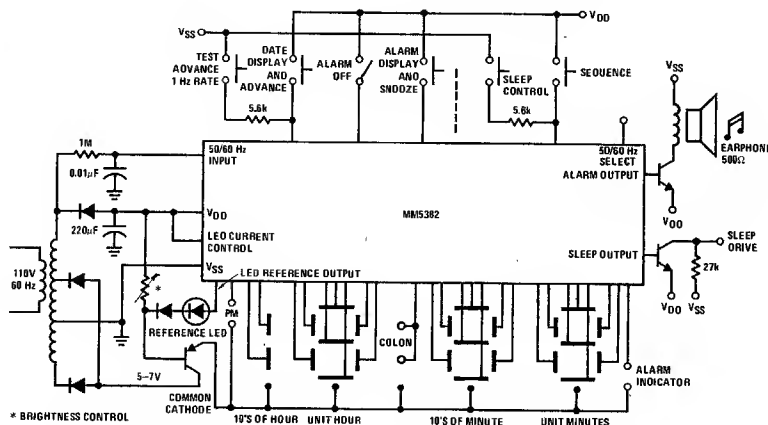 VSS
VDD
TEST
ADVANCE
1 Hz RATE
DATE
DISPLAY
AND
ADVANCE
ALARM
OFF
ALARM
DISPLAY
AND
SNOOZE
SLEEP
CONTROL
SEQUENCE
5.6k
5.6k
VSS
EARPHONE
500Ω
1M
0.01µF
50/60 Hz
INPUT
50/60 Hz
SELECT
ALARM OUTPUT
VDD
220µF
VDD
MM5382
LED CURRENT
CONTROL
SLEEP OUTPUT
SLEEP
DRIVE
27k
VSS
LED REFERENCE OUTPUT
VDD
VSS
110V
60 Hz
*
PM
REFERENCE LED
COLON
5–7V
ALARM
INDICATOR
COMMON
CATHODE
* BRIGHTNESS CONTROL
10'S OF HOUR
UNIT HOUR
10'S OF MINUTE
UNIT MINUTES